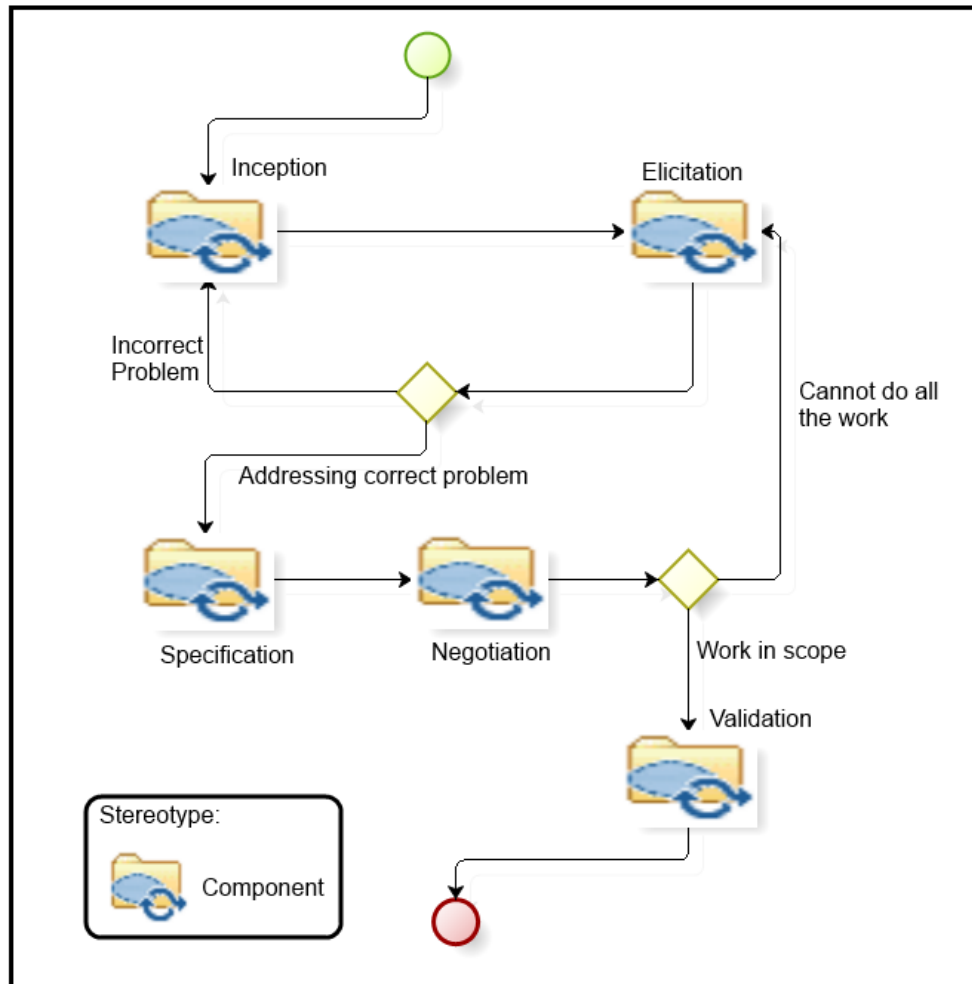 Inception
Elicitation
Incorrect
Problem
Cannot do all
the work
Addressing correct problem
Specification
Negotiation
Work in scope
Validation
Stereotype:
Component